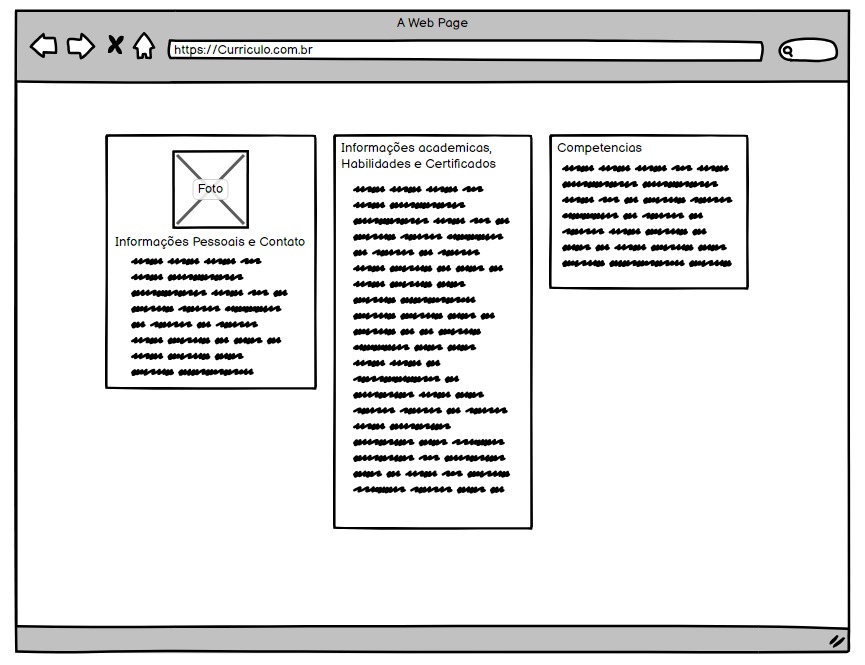 A Web Page
https://Curriculo.com.br
Foto
Informações Pessoais e Contato
Informações academicas,
Habilidades e Certificados
Competencias